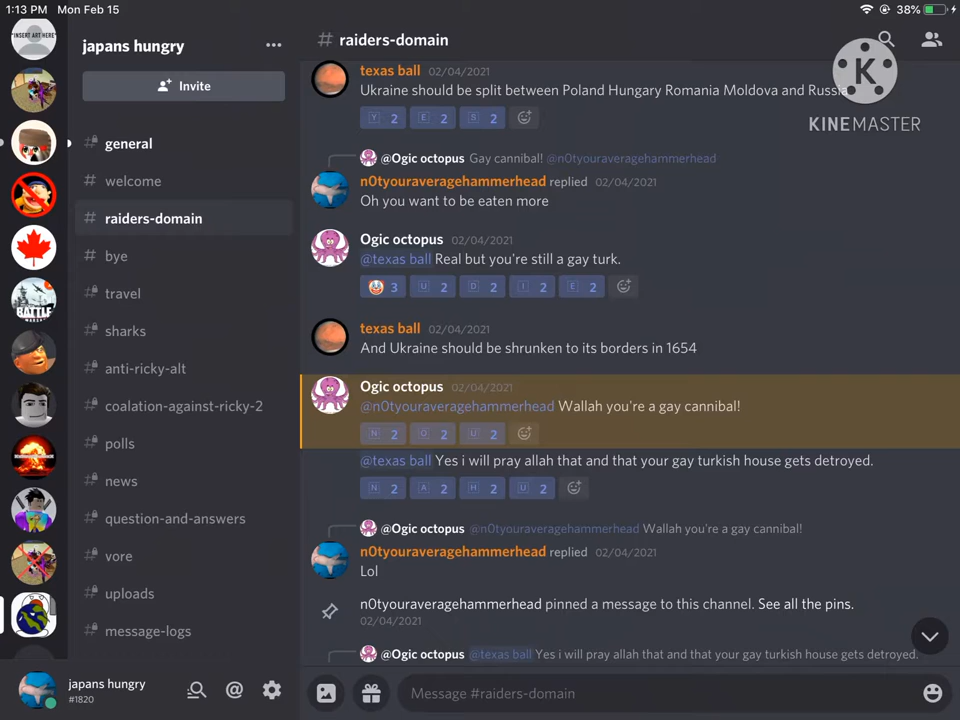 1:13 PM Mon Feb 15
38%
"INSERT ART HERE"
BATTLE
japans hungry
Invite
# general
# welcome
# raiders-domain
# bye
# travel
# sharks
# anti-ricky-alt
# coalation-against-ricky-2
# polls
# news
# question-and-answers
# vore
# uploads
# message-logs
japans hungry
#1820
# raiders-domain
K
KINEMASTER
texas ball 02/04/2021
Ukraine should be split between Poland Hungary Romania Moldova and Russia
Y 2 E 2 S 2
@Ogic octopus Gay cannibal! @n0tyouraveragehammerhead
n0tyouraveragehammerhead replied 02/04/2021
Oh you want to be eaten more
Ogic octopus 02/04/2021
@texas ball Real but you're still a gay turk.
3 U 2 D 2 I 2 E 2
texas ball 02/04/2021
And Ukraine should be shrunken to its borders in 1654
Ogic octopus 02/04/2021
@n0tyouraveragehammerhead Wallah you're a gay cannibal!
N 2 O 2 U 2
@texas ball Yes i will pray allah that and that your gay turkish house gets detroyed.
N 2 A 2 H 2 U 2
@Ogic octopus @n0tyouraveragehammerhead Wallah you're a gay cannibal!
n0tyouraveragehammerhead replied 02/04/2021
Lol
n0tyouraveragehammerhead pinned a message to this channel. See all the pins.
02/04/2021
@Ogic octopus @texas ball Yes i will pray allah that and that your gay turkish house gets detroyed.
Message #raiders-domain